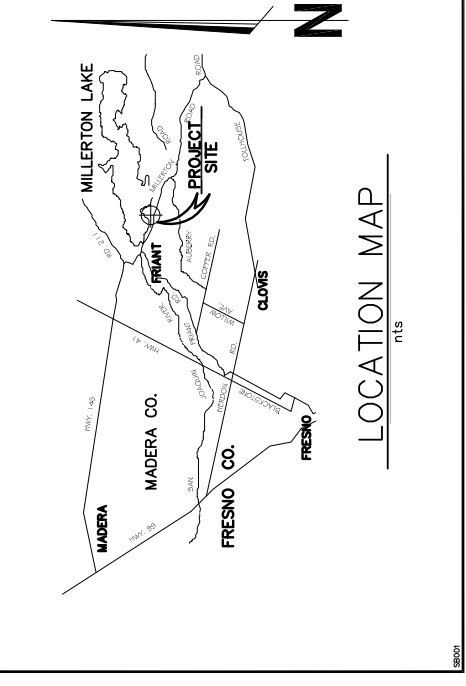 N
MILLERTON LAKE
ROAD
ROAD
ROAD
MILLERTON
PROJECT
SITE
TOLLHOUSE
RD 211
FRIANT
AUBERRY
COPPER RD.
CLOVIS
WILLOW
AVE.
HWY. 41
RIVER
FRIANT
RD
HWY. 145
JOAQUIN
HERNDON
RD.
BLACKSTONE
MADERA CO.
SAN
FRESNO CO.
FRESNO
MADERA
HWY. 99
LOCATION MAP
nts
SB001